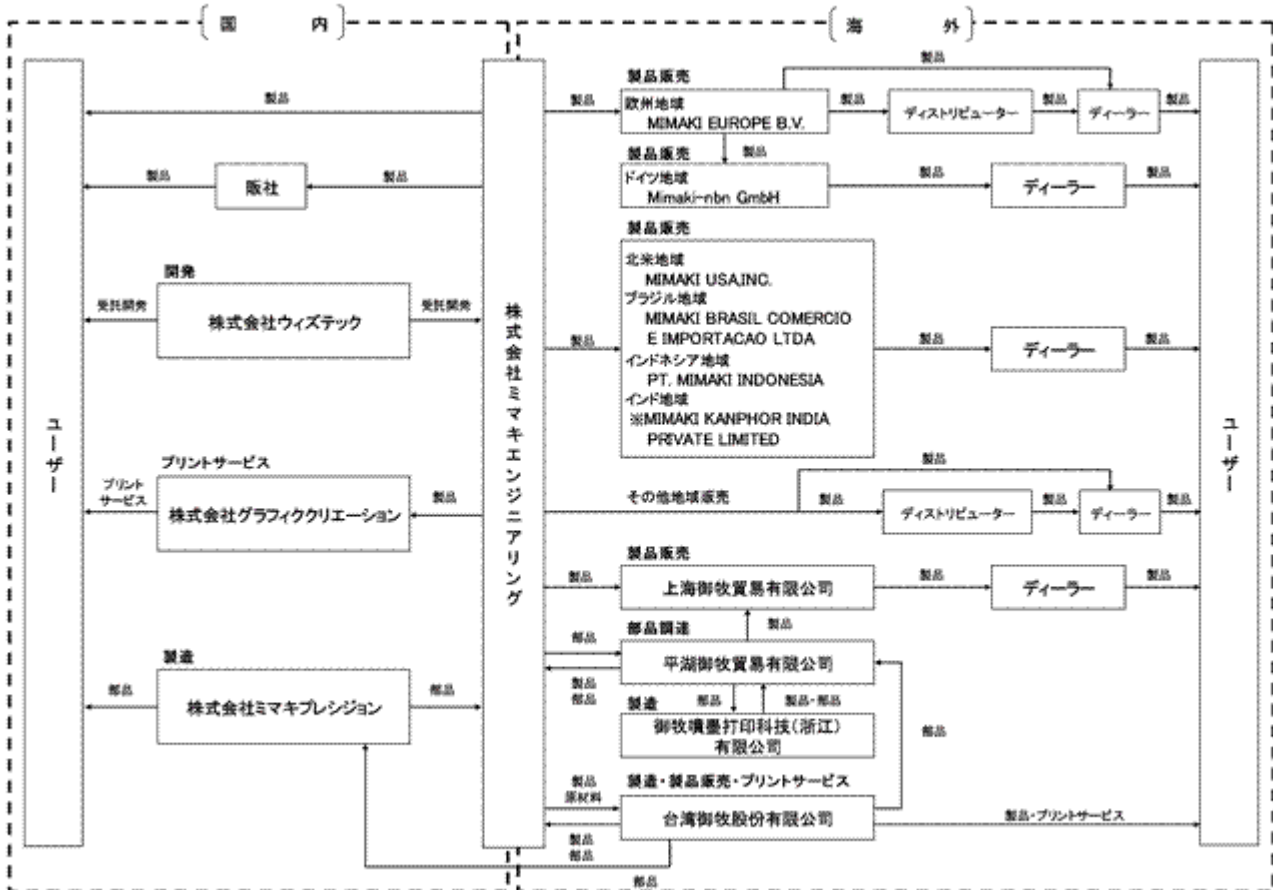 国 内
海 外
ユーザー
株式会社ミマキエンジニアリング
ユーザー
製品
製品
販社
製品
開発
受託開発
株式会社ウィズテック
受託開発
プリントサービス
プリント
サービス
株式会社グラフィククリエーション
製品
製造
部品
株式会社ミマキプレシジョン
部品
製品販売
製品
製品
欧州地域
MIMAKI EUROPE B.V.
製品
ディストリビューター
製品
ディーラー
製品
製品販売
製品
ドイツ地域
Mimaki-nbn GmbH
製品
ディーラー
製品
製品販売
製品
北米地域
MIMAKI USA,INC.
ブラジル地域
MIMAKI BRASIL COMERCIO
E IMPORTACAO LTDA
インドネシア地域
PT. MIMAKI INDONESIA
インド地域
※MIMAKI KANPHOR INDIA
PRIVATE LIMITED
製品
ディーラー
製品
その他地域販売
製品
製品
ディストリビューター
製品
ディーラー
製品
製品販売
製品
上海御牧貿易有限公司
製品
ディーラー
製品
部品調達
製品
部品
平湖御牧貿易有限公司
製品
部品
製造
部品
製品・部品
御牧噴墨打印科技(浙江)
有限公司
部品
製造・製品販売・プリントサービス
製品
原材料
台湾御牧股份有限公司
製品・プリントサービス
製品
部品
部品